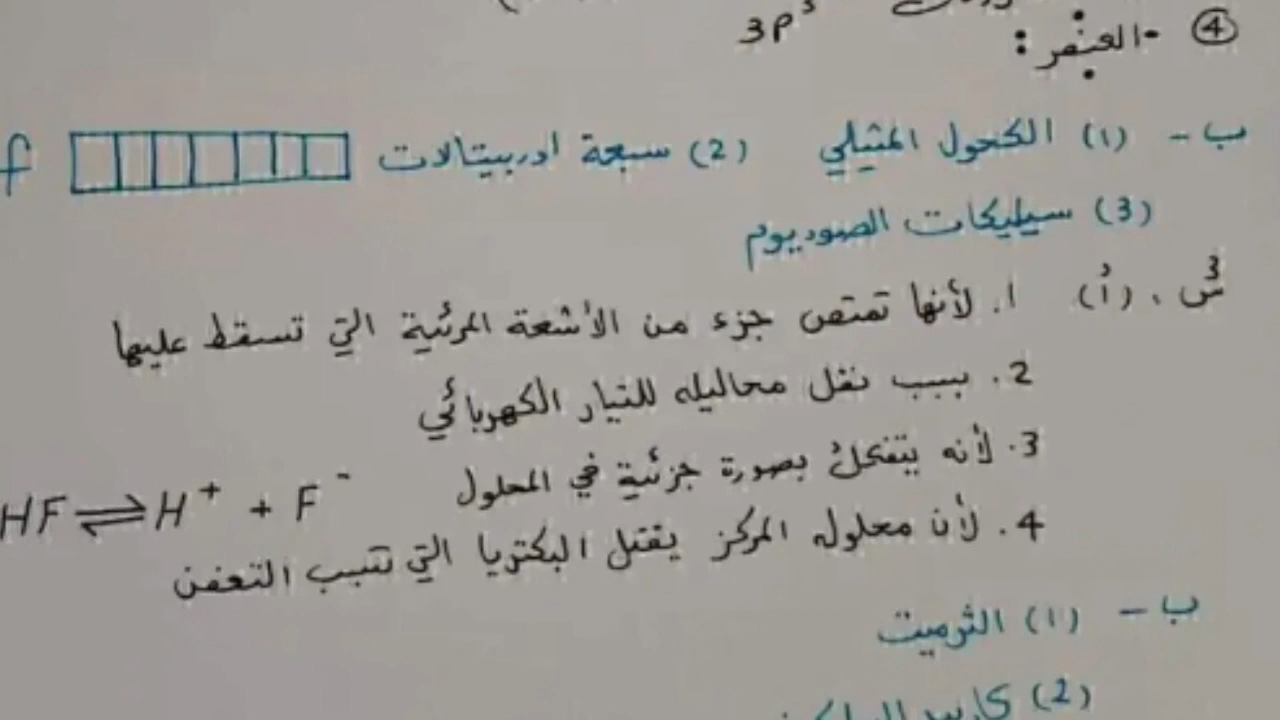 ④ -العنصر : 3p³
ب - (1) الكحول المثيلي (2) سبعة اوربيتالات f
(3) سيليكات الصوديوم
س3، (أ) 1. لأنها تمتص جزء من الأشعة المرئية التي تسقط عليها
2. بسبب نقل محاليله للتيار الكهربائي
3. لأنه يتفكك بصورة جزئية في المحلول HF ⇌ H⁺ + F⁻
4. لأن محلوله المركز يقتل البكتريا التي تسبب التعفن
ب - (1) الثرميت
(2)